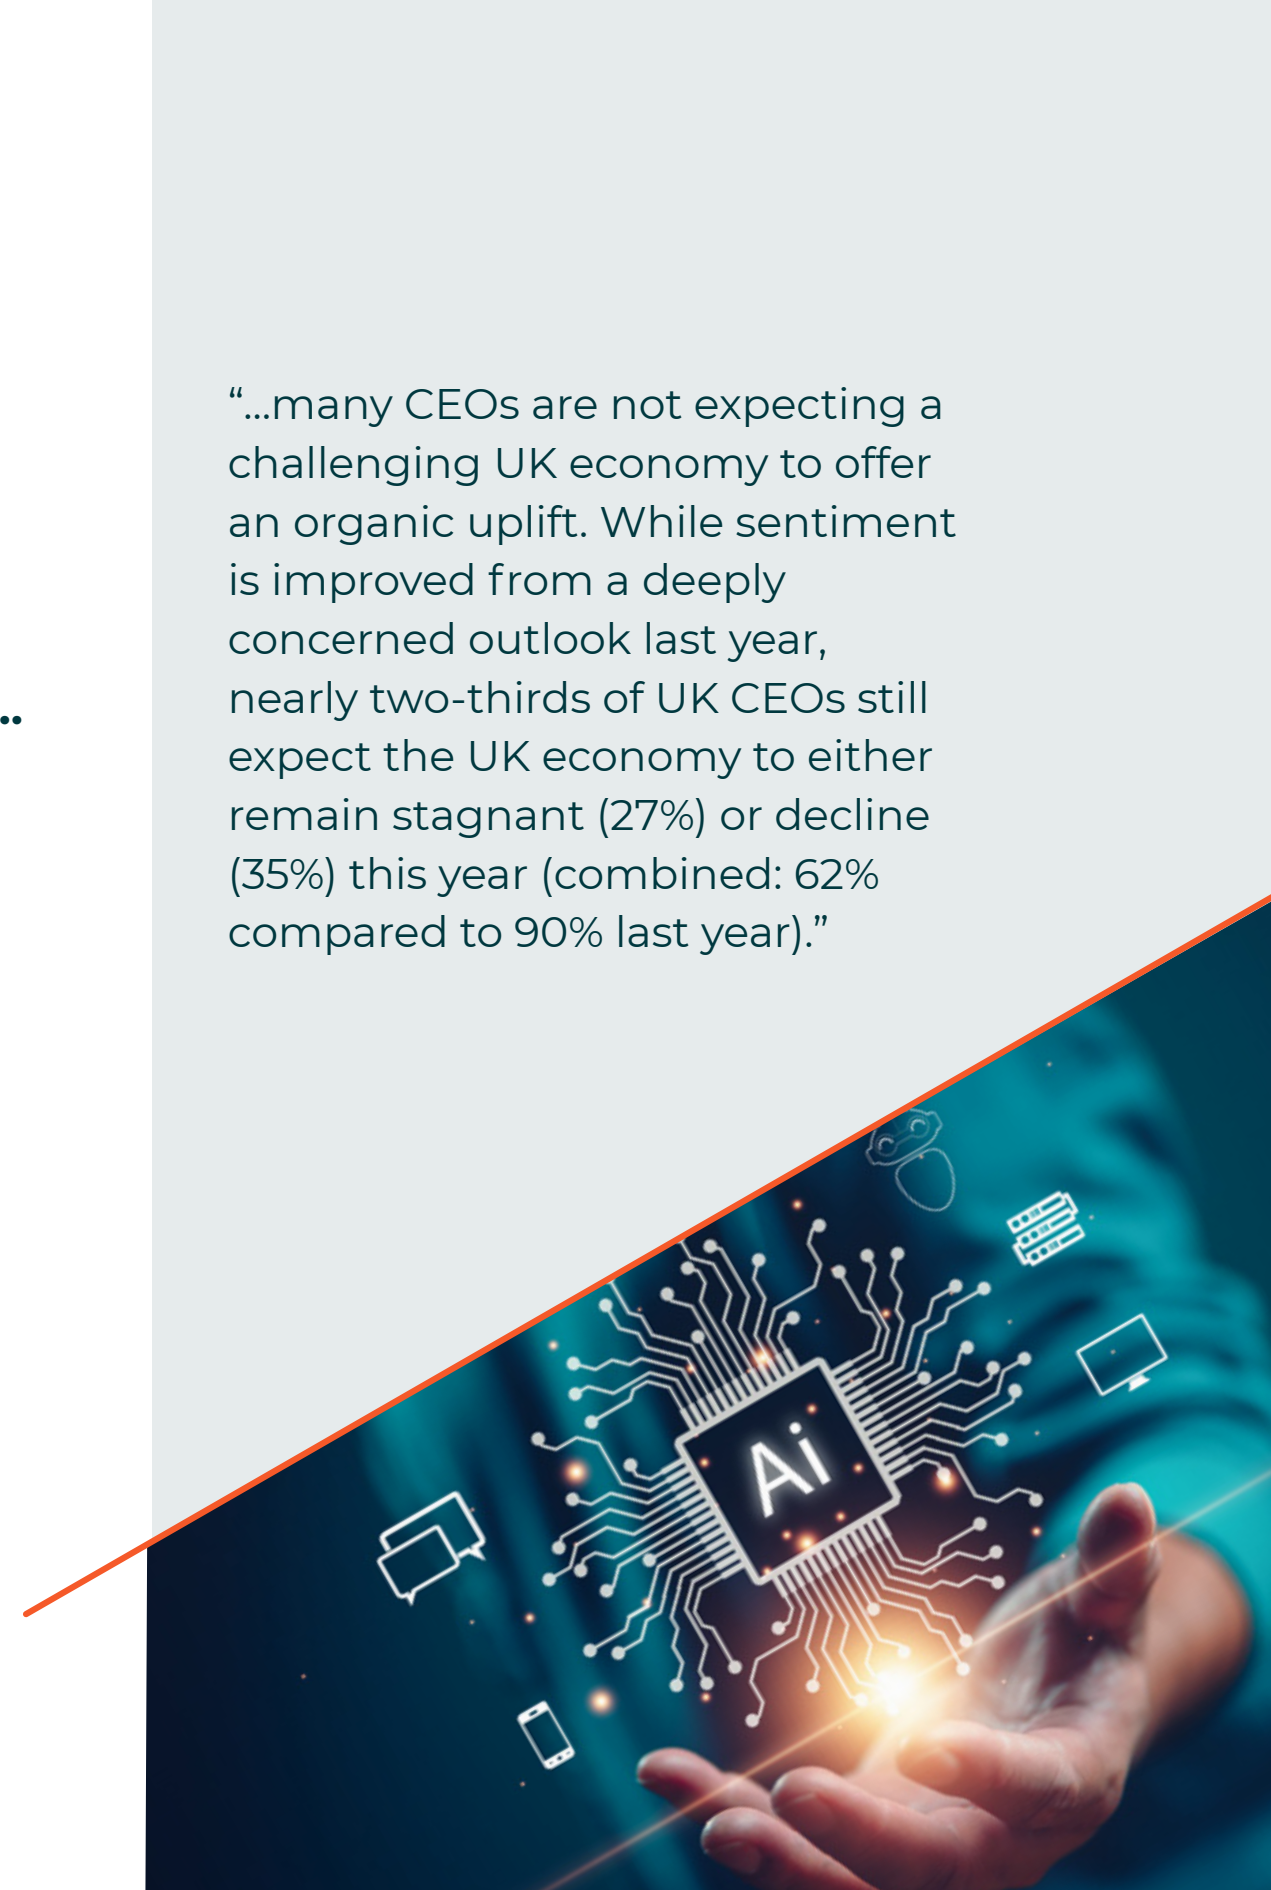 “...many CEOs are not expecting a
challenging UK economy to offer
an organic uplift. While sentiment
is improved from a deeply
concerned outlook last year,
nearly two-thirds of UK CEOs still
expect the UK economy to either
remain stagnant (27%) or decline
(35%) this year (combined: 62%
compared to 90% last year).”
Ai